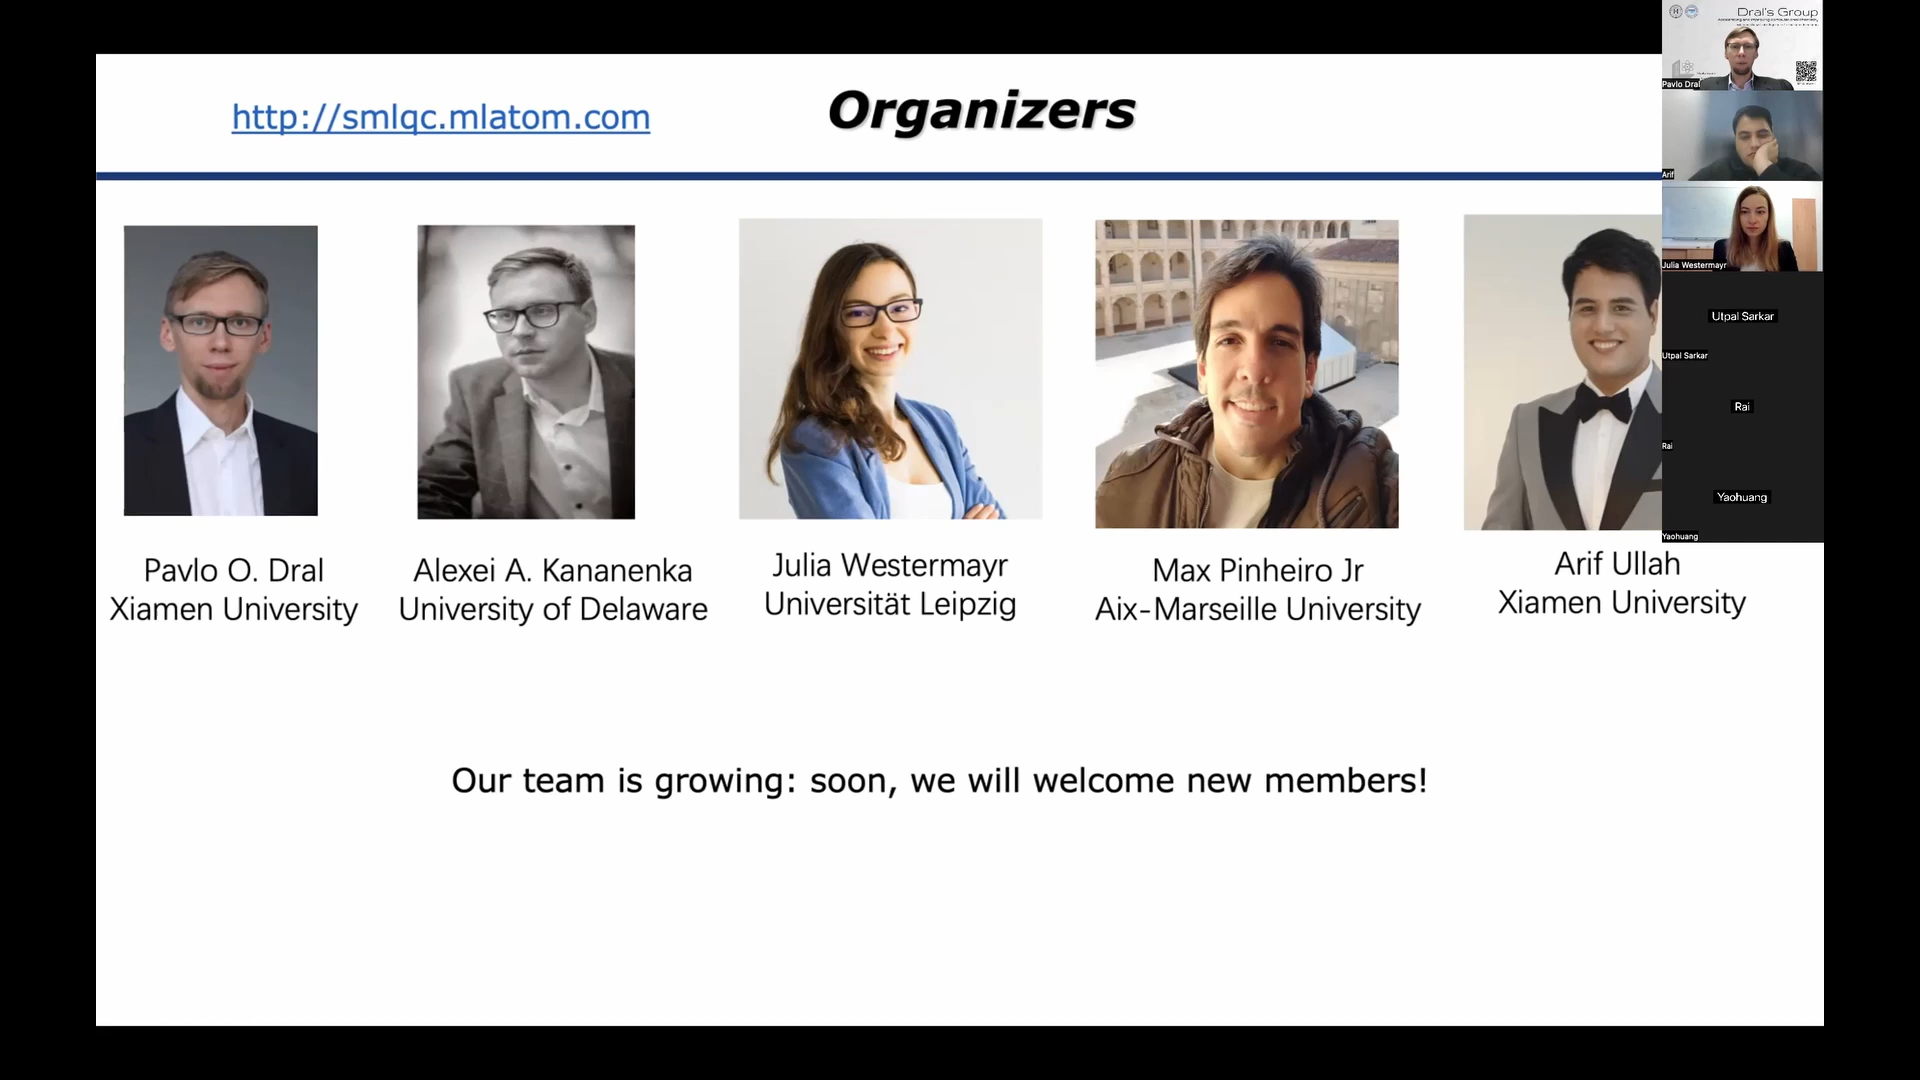 http://smlqc.mlatom.com
Organizers
Pavlo O. Dral
Xiamen University
Alexei A. Kananenka
University of Delaware
Julia Westermayr
Universität Leipzig
Max Pinheiro Jr
Aix-Marseille University
Arif Ullah
Xiamen University
Our team is growing: soon, we will welcome new members!
Dral's Group
Pavlo Dral
Arif
Julia Westermayr
Utpal Sarkar
Utpal Sarkar
Rai
Rai
Yaohuang
Yaohuang